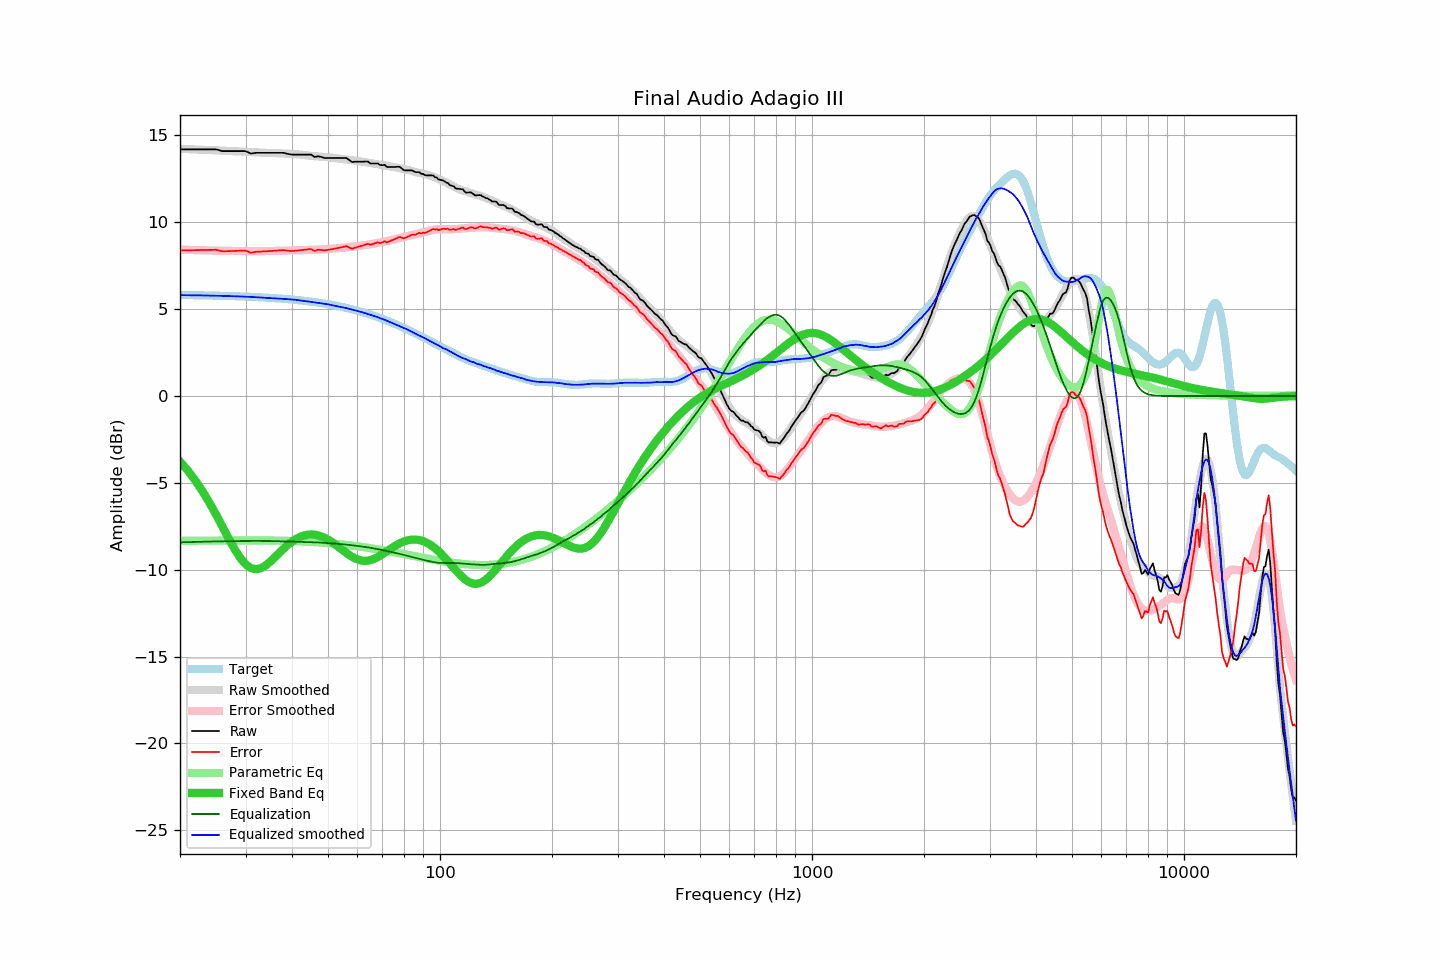 Final Audio Adagio III
15
10
5
0
−5
−10
−15
−20
−25
Amplitude (dBr)
Target
Raw Smoothed
Error Smoothed
Raw
Error
Parametric Eq
Fixed Band Eq
Equalization
Equalized smoothed
100
1000
10000
Frequency (Hz)